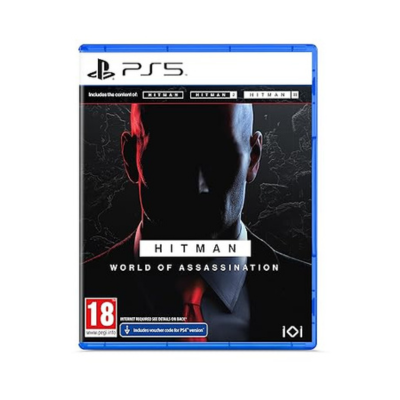 PS5
Includes the content of: HITMAN HITMAN 2 HITMAN III
HITMAN
WORLD OF ASSASSINATION
18
www.pegi.info
INTERNET REQUIRED SEE DETAILS ON BACK!
Includes voucher code for PS4™ version*
IOI